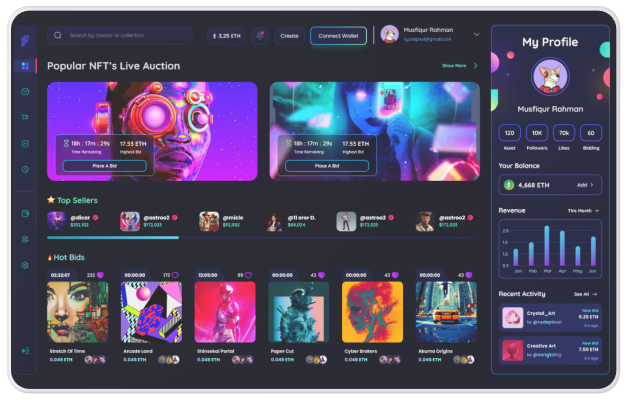 Search by creator or collection
3,25 ETH
Create
Connect Wallet
Musfiqur Rahman
Popular NFT's Live Auction
Show More
18h : 17m : 29s
17.53 ETH
Time Remaining
Highest Bid
Place A Bid
18h : 17m : 29s
17.53 ETH
Time Remaining
Highest Bid
Place A Bid
Top Sellers
@dicar
$252,102
@astroo2
$172,023
@micle
$92,002
@11 eror D.
$66,024
@astroo2
$172,023
@astroo2
$172,023
Hot Bids
02:32:07
232
Stretch Of Time
0.045 ETH
00:00:00
172
Arcade Land
0.045 ETH
12:05:00
99
Shinsekai Portal
0.045 ETH
00:00:00
43
Paper Cut
0.045 ETH
00:00:00
43
Cyber Brokers
0.045 ETH
00:00:00
43
Akuma Origins
0.045 ETH
My Profile
Musfiqur Rahman
120
10K
70k
60
Asset
Followers
Likes
Bidding
Your Balance
4,668 ETH
Add
Revenue
This Month
2.0
1.5
1.0
0.5
Jan
Feb
Mar
Apr
May
Jun
Recent Activity
See All
Crystal_Art
by @rudepixxel
New Bid
5.25 ETH
Creative Art
by @songkang
New Bid
7.50 ETH